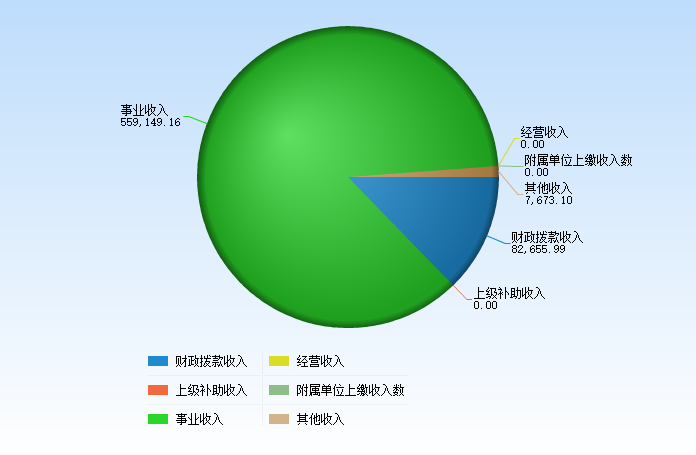 事业收入
559,149.16
经营收入
0.00
附属单位上缴收入数
0.00
其他收入
7,673.10
财政拨款收入
82,655.99
上级补助收入
0.00
财政拨款收入
经营收入
上级补助收入
附属单位上缴收入数
事业收入
其他收入